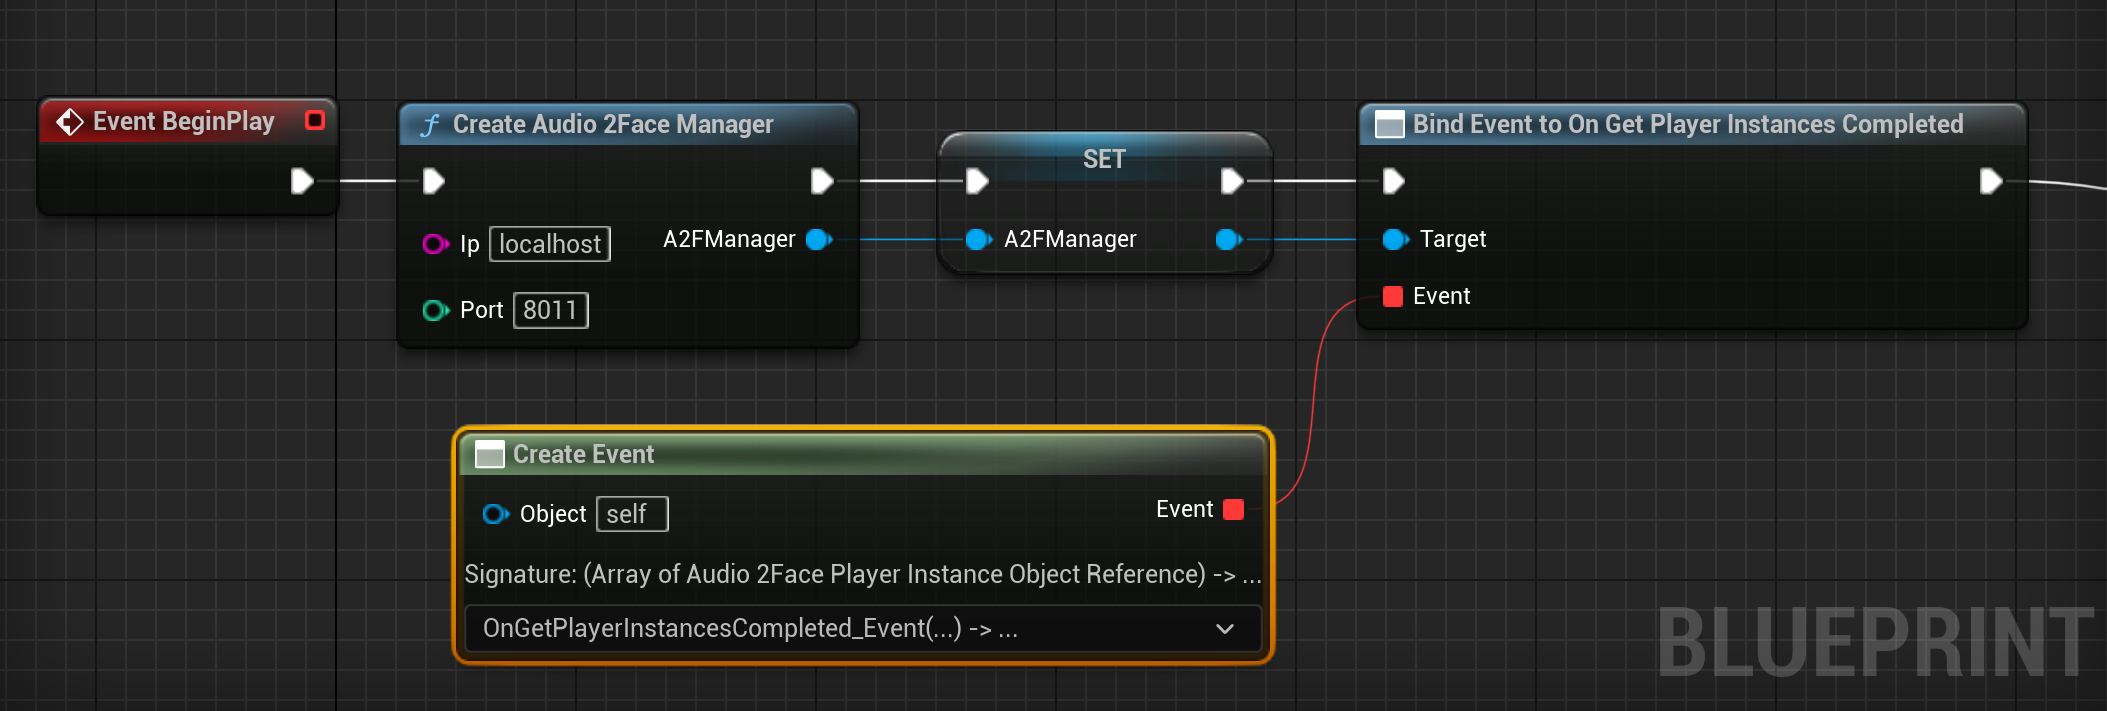 Event BeginPlay
Create Audio 2Face Manager
Ip localhost
A2FManager
Port 8011
SET
A2FManager
Bind Event to On Get Player Instances Completed
Target
Event
Create Event
Object self
Event
Signature: (Array of Audio 2Face Player Instance Object Reference) -> ...
OnGetPlayerInstancesCompleted_Event(...) -> ...
BLUEPRINT